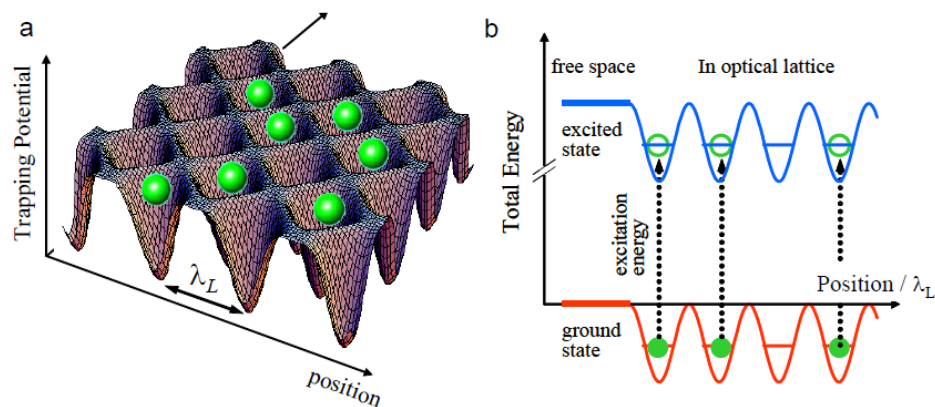 a
Trapping Potential
λL
position
b
Total Energy
free space
In optical lattice
excited
state
excitation
energy
Position / λL
ground
state